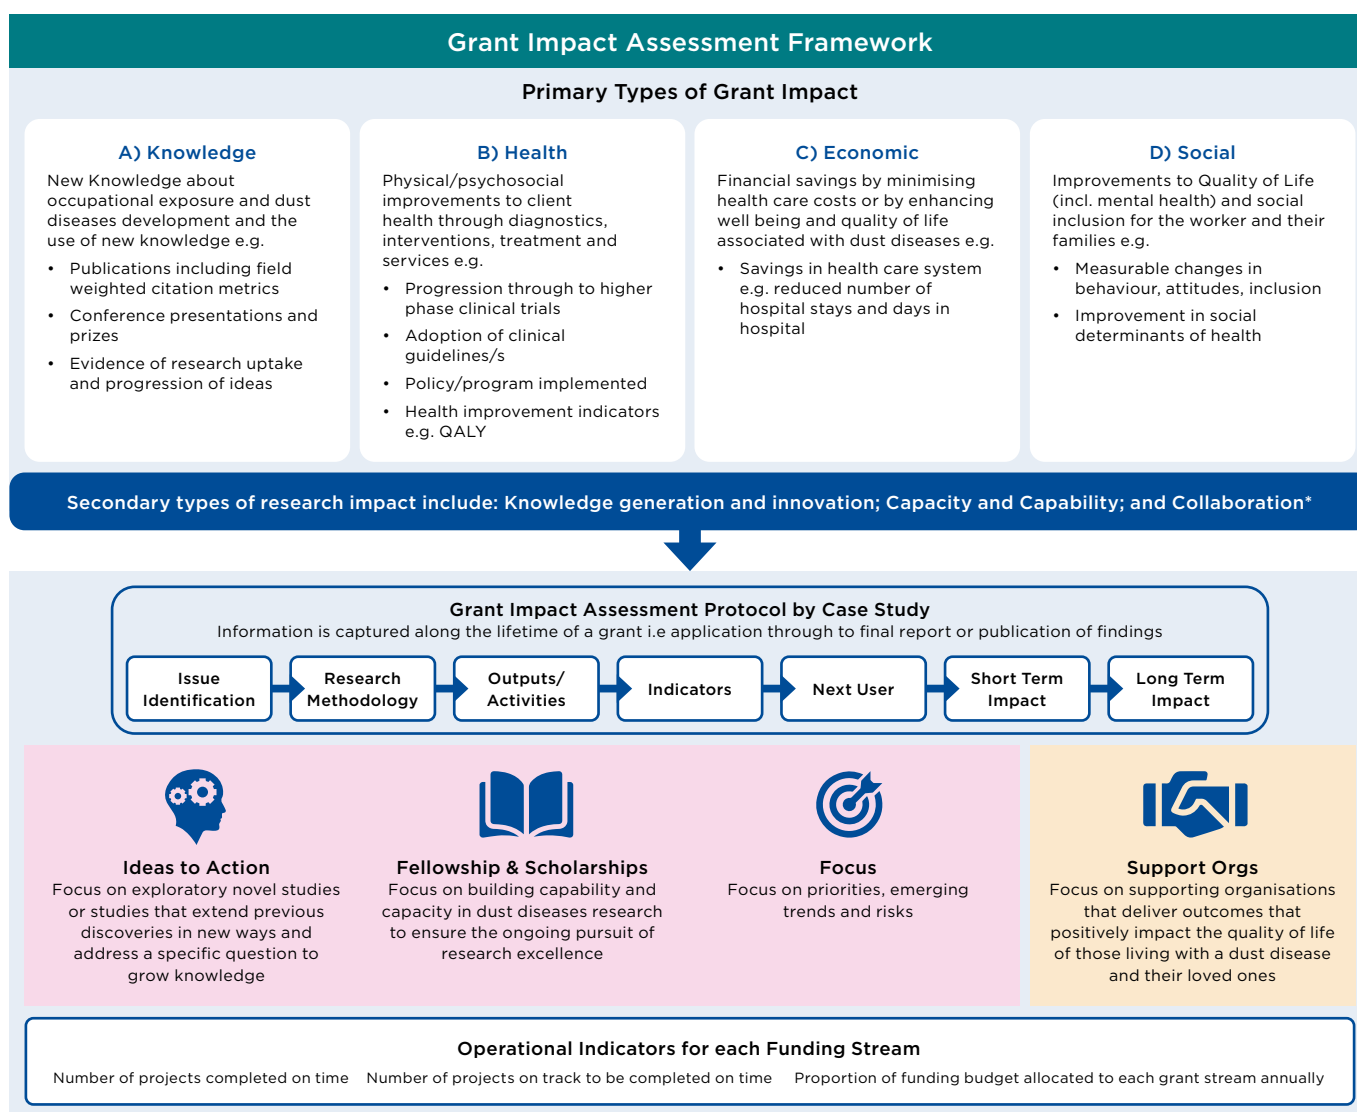 Grant Impact Assessment Framework
Primary Types of Grant Impact
A) Knowledge
New Knowledge about
occupational exposure and dust
diseases development and the
use of new knowledge e.g.
• Publications including field
weighted citation metrics
• Conference presentations and
prizes
• Evidence of research uptake
and progression of ideas
B) Health
Physical/psychosocial
improvements to client
health through diagnostics,
interventions, treatment and
services e.g.
• Progression through to higher
phase clinical trials
• Adoption of clinical
guidelines/s
• Policy/program implemented
• Health improvement indicators
e.g. QALY
C) Economic
Financial savings by minimising
health care costs or by enhancing
well being and quality of life
associated with dust diseases e.g.
• Savings in health care system
e.g. reduced number of
hospital stays and days in
hospital
D) Social
Improvements to Quality of Life
(incl. mental health) and social
inclusion for the worker and their
families e.g.
• Measurable changes in
behaviour, attitudes, inclusion
• Improvement in social
determinants of health
Secondary types of research impact include: Knowledge generation and innovation; Capacity and Capability; and Collaboration*
Grant Impact Assessment Protocol by Case Study
Information is captured along the lifetime of a grant i.e application through to final report or publication of findings
Issue
Identification
Research
Methodology
Outputs/
Activities
Indicators
Next User
Short Term
Impact
Long Term
Impact
Ideas to Action
Focus on exploratory novel studies
or studies that extend previous
discoveries in new ways and
address a specific question to
grow knowledge
Fellowship & Scholarships
Focus on building capability and
capacity in dust diseases research
to ensure the ongoing pursuit of
research excellence
Focus
Focus on priorities, emerging
trends and risks
Support Orgs
Focus on supporting organisations
that deliver outcomes that
positively impact the quality of life
of those living with a dust disease
and their loved ones
Operational Indicators for each Funding Stream
Number of projects completed on time Number of projects on track to be completed on time Proportion of funding budget allocated to each grant stream annually